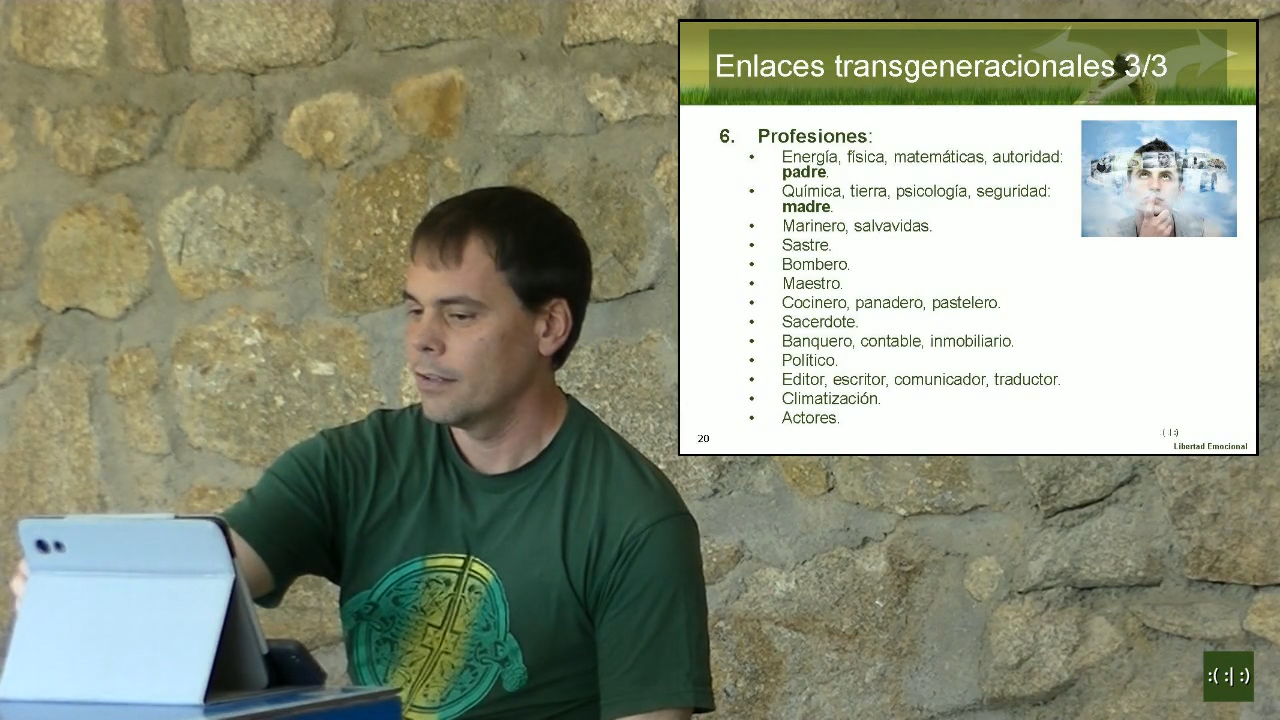 Enlaces transgeneracionales 3/3
6. Profesiones:
• Energía, física, matemáticas, autoridad:
padre.
• Química, tierra, psicología, seguridad:
madre.
• Marinero, salvavidas.
• Sastre.
• Bombero.
• Maestro.
• Cocinero, panadero, pastelero.
• Sacerdote.
• Banquero, contable, inmobiliario.
• Político.
• Editor, escritor, comunicador, traductor.
• Climatización.
• Actores.
20
:( :| :)
Libertad Emocional
:( :| :)